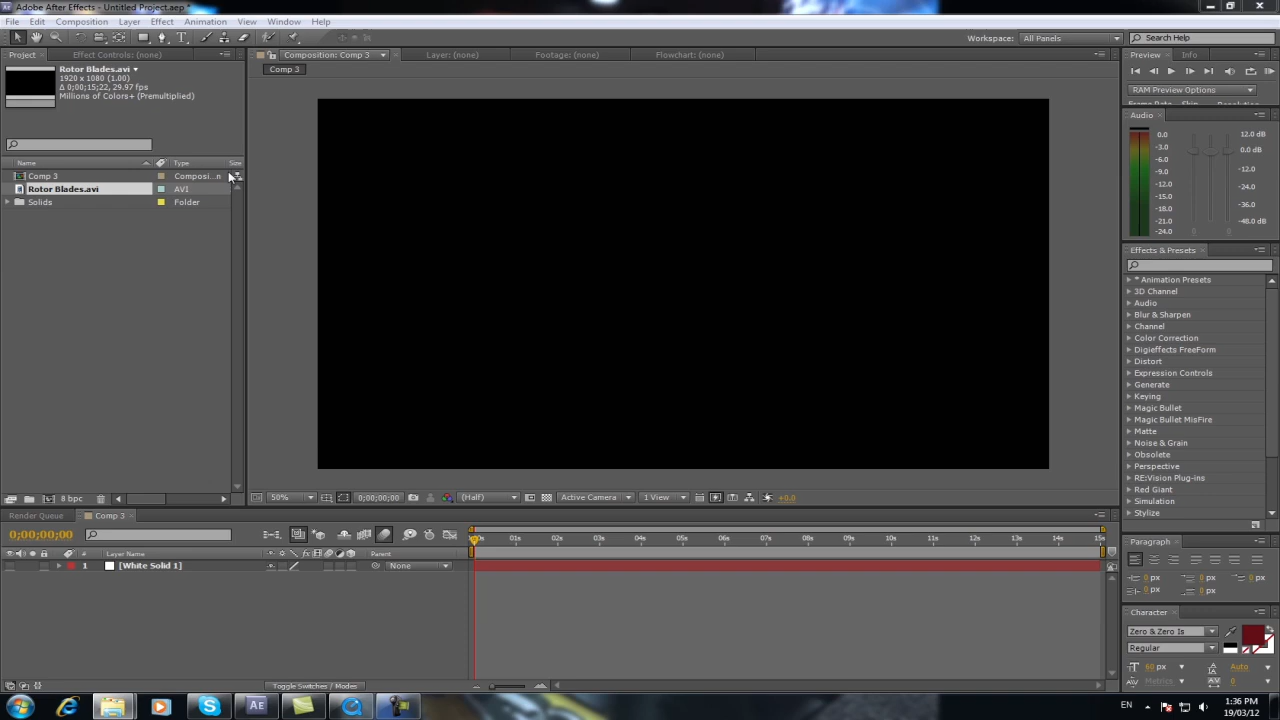 Adobe After Effects - Untitled Project.aep *
File Edit Composition Layer Effect Animation View Window Help
Workspace: All Panels Search Help
Project Effect Controls: (none) Composition: Comp 3 Layer: (none) Footage: (none) Flowchart: (none) Preview Info
Comp 3
Rotor Blades.avi
1920 x 1080 (1.00)
Δ 0;00;15;22, 29.97 fps
Millions of Colors+ (Premultiplied)
RAM Preview Options
Frame Rate Skip Resolution
Audio
0.0 12.0 dB
-3.0
-6.0 0.0 dB
-9.0
-12.0 -12.0
-15.0 -24.0
-18.0 -36.0
-21.0 -48.0 dB
-24.0 0 0
Name Type Size
Comp 3 Composi...n
Rotor Blades.avi AVI
Solids Folder
Effects & Presets
* Animation Presets
3D Channel
Audio
Blur & Sharpen
Channel
Color Correction
Digieffects FreeForm
Distort
Expression Controls
Generate
Keying
Magic Bullet
Magic Bullet MisFire
Matte
Noise & Grain
Obsolete
Perspective
RE:Vision Plug-ins
Red Giant
Simulation
Stylize
8 bpc
50% 0;00;00;00 (Half) Active Camera 1 View +0.0
Render Queue Comp 3
0;00;00;00
01s 02s 03s 04s 05s 06s 07s 08s 09s 10s 11s 12s 13s 14s 15s
# Layer Name Parent
1 [White Solid 1] None
Toggle Switches / Modes
Paragraph
0 px 0 px 0 px
0 px 0 px
Character
Zero & Zero Is
Regular
60 px Auto
Metrics 0
EN 1:36 PM
19/03/12